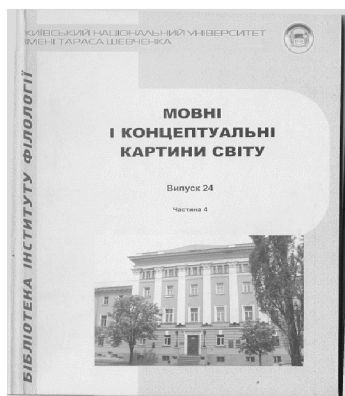 КИЇВСЬКИЙ НАЦІОНАЛЬНИЙ УНІВЕРСИТЕТ
ІМЕНІ ТАРАСА ШЕВЧЕНКА
БІБЛІОТЕКА ІНСТИТУТУ ФІЛОЛОГІЇ
МОВНІ
І КОНЦЕПТУАЛЬНІ
КАРТИНИ СВІТУ
Випуск 24
Частина 4